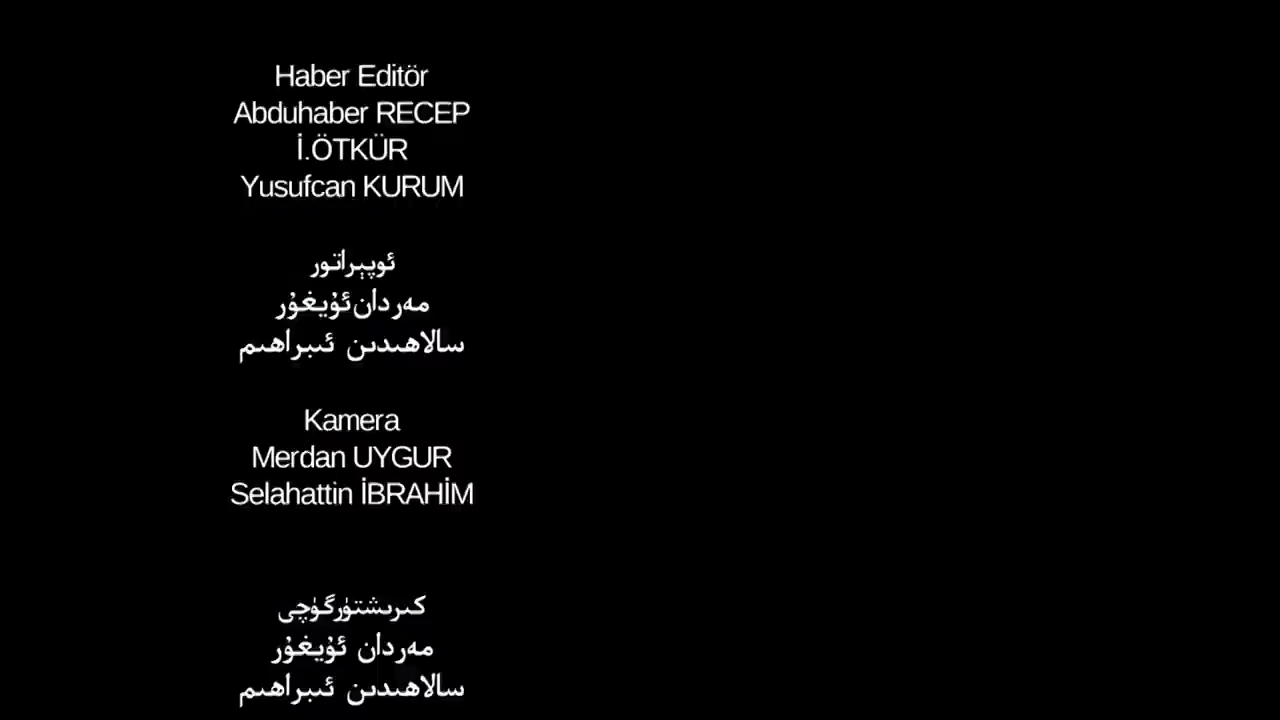 Haber Editör
Abduhaber RECEP
İ.ÖTKÜR
Yusufcan KURUM
ئوپېراتور
مەردان ئۇيغۇر
سالاھىدىن ئىبراھىم
Kamera
Merdan UYGUR
Selahattin İBRAHİM
كىرىشتۈرگۈچى
مەردان ئۇيغۇر
سالاھىدىن ئىبراھىم